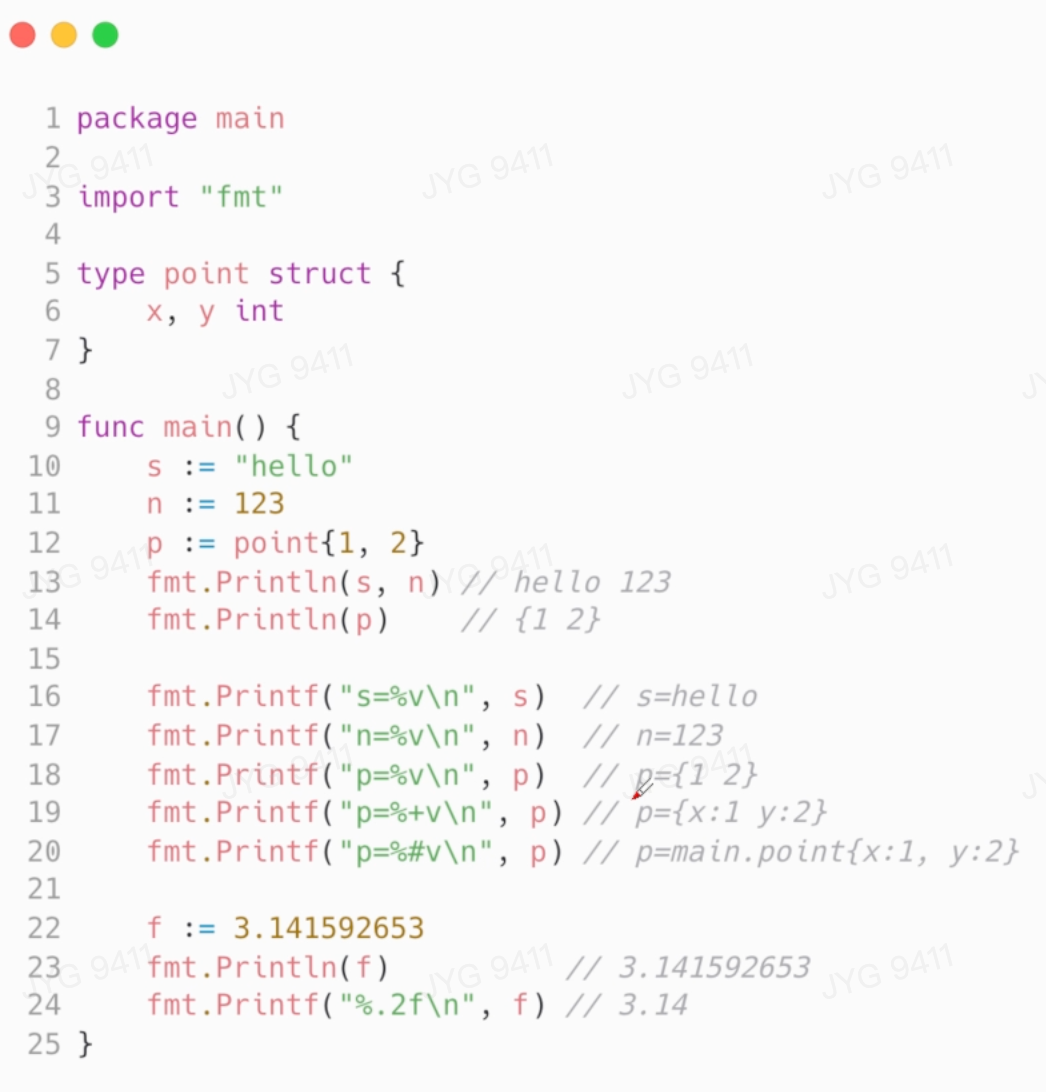 1 package main
2
3 import "fmt"
4
5 type point struct {
6     x, y int
7 }
8
9 func main() {
10     s := "hello"
11     n := 123
12     p := point{1, 2}
13     fmt.Println(s, n) // hello 123
14     fmt.Println(p)    // {1 2}
15
16     fmt.Printf("s=%v\n", s)  // s=hello
17     fmt.Printf("n=%v\n", n)  // n=123
18     fmt.Printf("p=%v\n", p)  // p={1 2}
19     fmt.Printf("p=%+v\n", p) // p={x:1 y:2}
20     fmt.Printf("p=%#v\n", p) // p=main.point{x:1, y:2}
21
22     f := 3.141592653
23     fmt.Println(f)          // 3.141592653
24     fmt.Printf("%.2f\n", f) // 3.14
25 }
JYG 9411
JYG 9411
JYG 9411
JYG 9411
JYG 9411
JYG 9411
JYG 9411
JYG 9411
JYG 9411
JYG 9411
JYG 9411
JYG 9411
JYG 9411